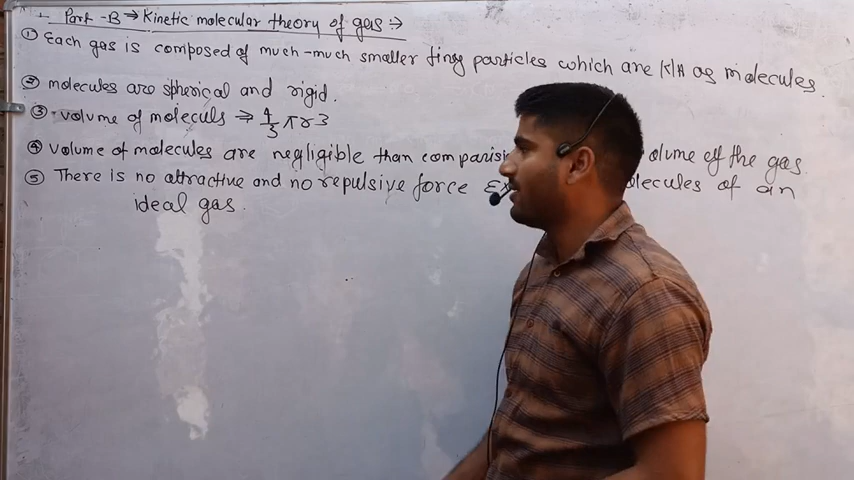 Part-B → Kinetic molecular theory of gas :→
① Each gas is composed of much-much smaller tiny particles which are K/A as molecules.
② molecules are spherical and rigid.
③ volume of moleculs ⇒ 4/3 πr3
④ volume of molecules are negligible than olume of the gas.
⑤ There is no attractive and no repulsive force lecules of an
ideal gas.